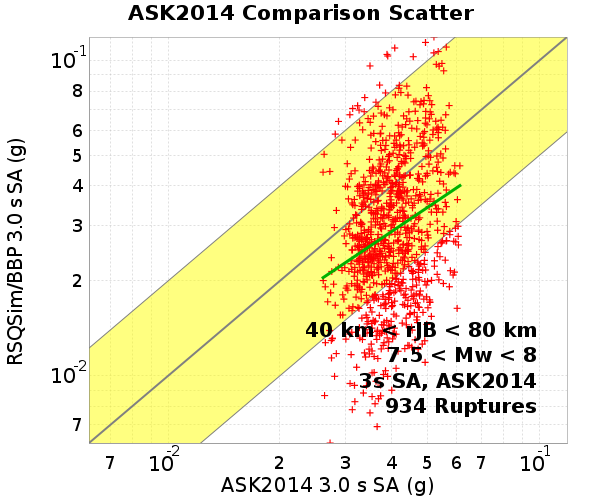 ASK2014 Comparison Scatter
RSQSim/BBP 3.0 s SA (g)
10-1
8
6
5
4
3
2
10-2
7
40 km < rJB < 80 km
7.5 < Mw < 8
3s SA, ASK2014
934 Ruptures
7 10-2 2 3 4 5 6 7 10-1
ASK2014 3.0 s SA (g)